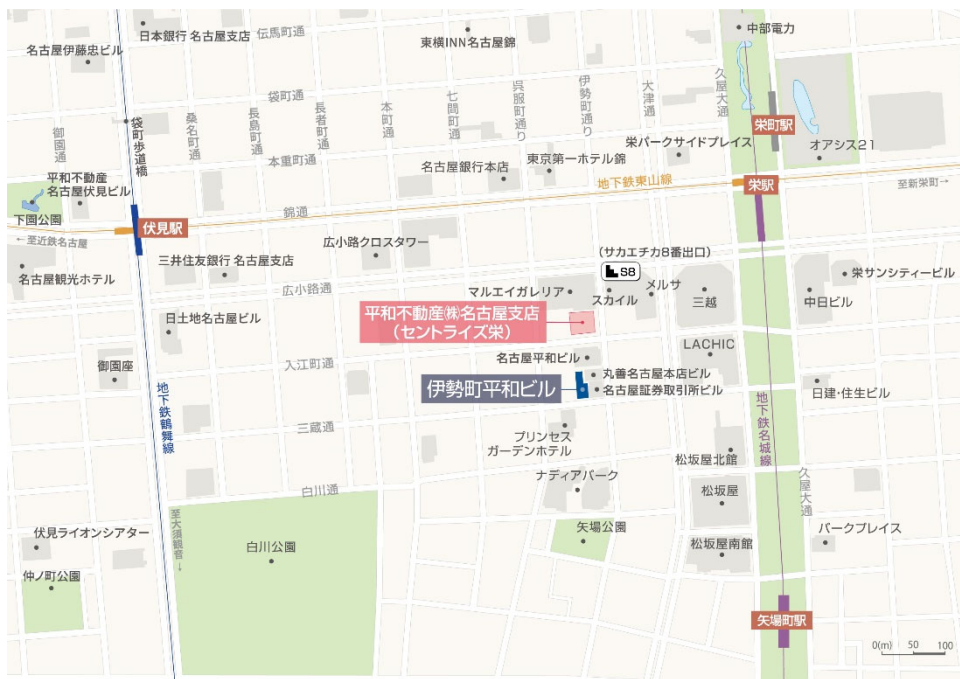 日本銀行 名古屋支店
伝馬町通
中部電力
名古屋伊藤忠ビル
東横INN名古屋錦
袋町通
御園通
袋町歩道橋
桑名町通
長島町通
長者町通
本町通
七間町通
呉服町通り
伊勢町通り
大津通
久屋大通
栄町駅
オアシス21
本重町通
名古屋銀行本店
東京第一ホテル錦
栄パークサイドプレイス
平和不動産
名古屋伏見ビル
下園公園
地下鉄東山線
栄駅
至新栄町→
伏見駅
錦通
←至近鉄名古屋
名古屋観光ホテル
三井住友銀行 名古屋支店
広小路クロスタワー
(サカエチカ8番出口)
S8
広小路通
マルエイガレリア
スカイル
メルサ
三越
中日ビル
栄サンシティービル
日土地名古屋ビル
平和不動産㈱名古屋支店
(セントライズ栄)
LACHIC
御園座
入江町通
名古屋平和ビル
丸善名古屋本店ビル
伊勢町平和ビル
名古屋証券取引所ビル
日建・住生ビル
地下鉄鶴舞線
地下鉄名城線
三蔵通
プリンセス
ガーデンホテル
松坂屋北館
ナディアパーク
白川通
久屋大通
松坂屋
至大須観音→
伏見ライオンシアター
白川公園
矢場公園
パークプレイス
松坂屋南館
仲ノ町公園
矢場町駅
0(m) 50 100